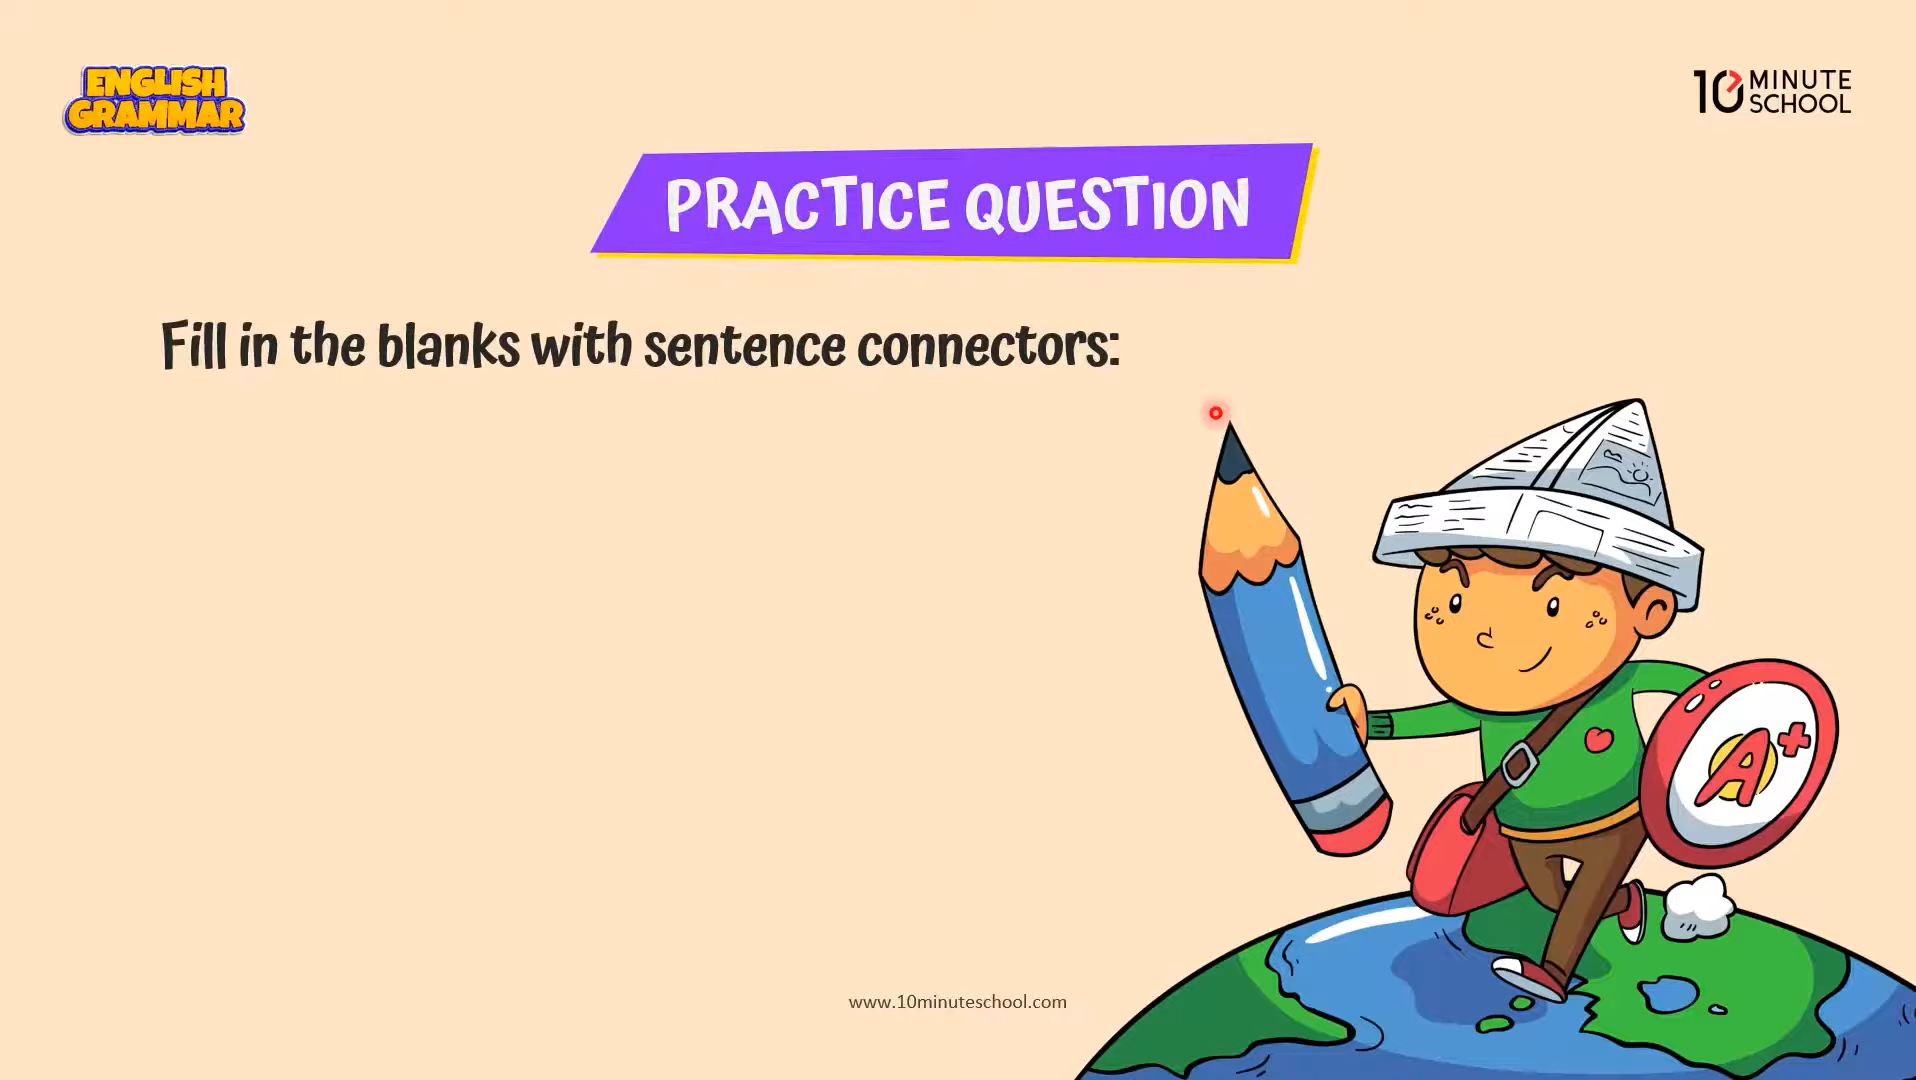 ENGLISH
GRAMMAR
10 MINUTE
SCHOOL
PRACTICE QUESTION
Fill in the blanks with sentence connectors:
A+
www.10minuteschool.com